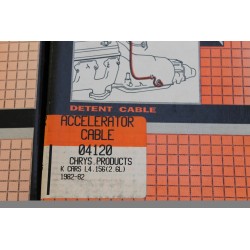 DETENT CABLE
ACCELERATOR
CABLE
04120
CHRYS.PRODUCTS
K CARS L4.156(2.6L)
1982-82